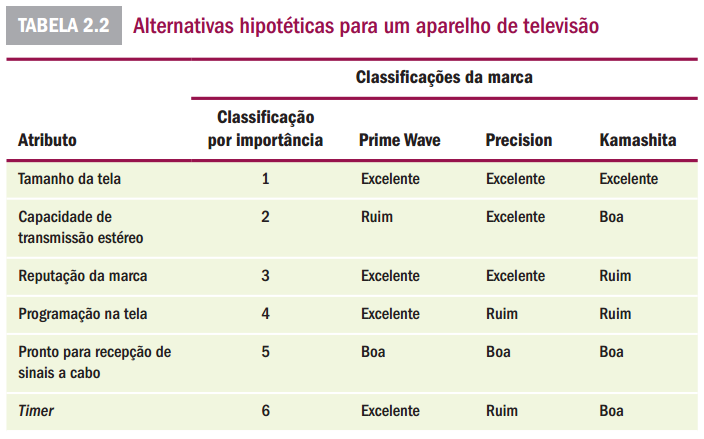 TABELA 2.2 Alternativas hipotéticas para um aparelho de televisão
Classificações da marca
Atributo Classificação por importância Prime Wave Precision Kamashita
Tamanho da tela 1 Excelente Excelente Excelente
Capacidade de transmissão estéreo 2 Ruim Excelente Boa
Reputação da marca 3 Excelente Excelente Ruim
Programação na tela 4 Excelente Ruim Ruim
Pronto para recepção de sinais a cabo 5 Boa Boa Boa
Timer 6 Excelente Ruim Boa